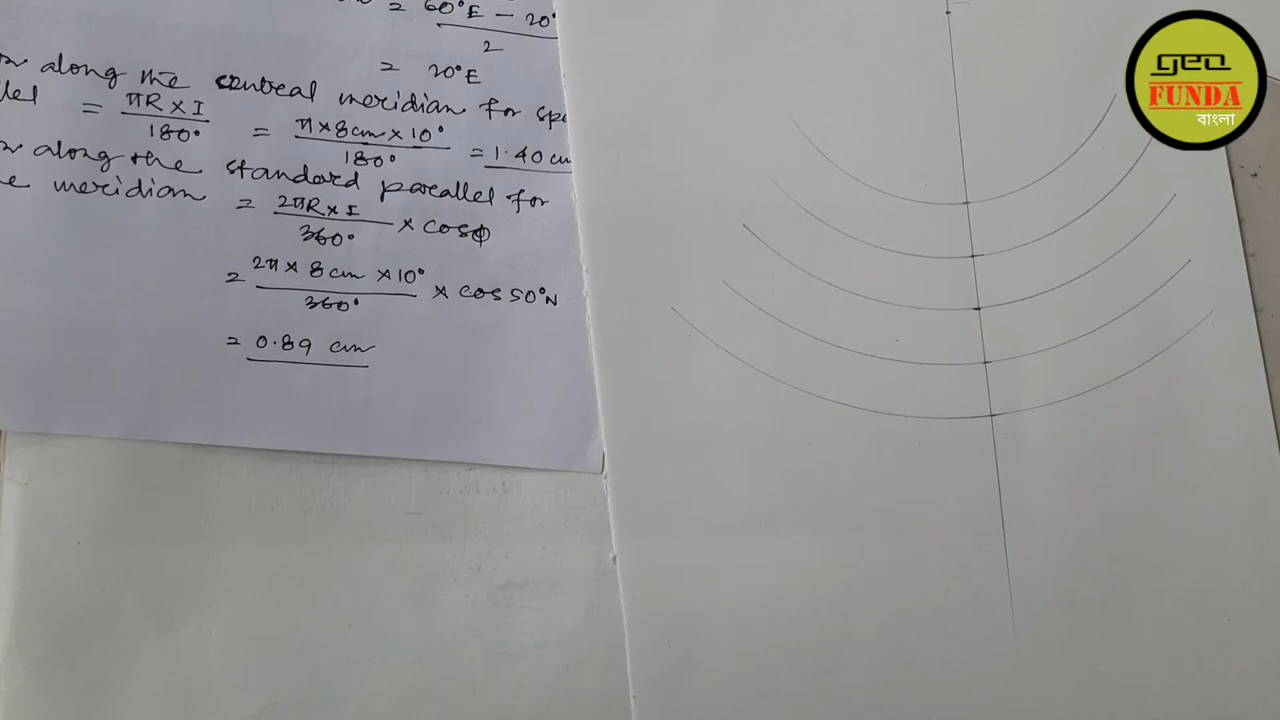 = 60°E - 20°
2
= 20°E
along the central meridian for
= πR × I / 180° = π × 8cm × 10° / 180° = 1.40 cm
along the standard parallel for
meridian = 2πR × I / 360° × cosϕ
= 2π × 8 cm × 10° / 360° × cos 50°N
= 0.89 cm
geo
FUNDA
বাংলা